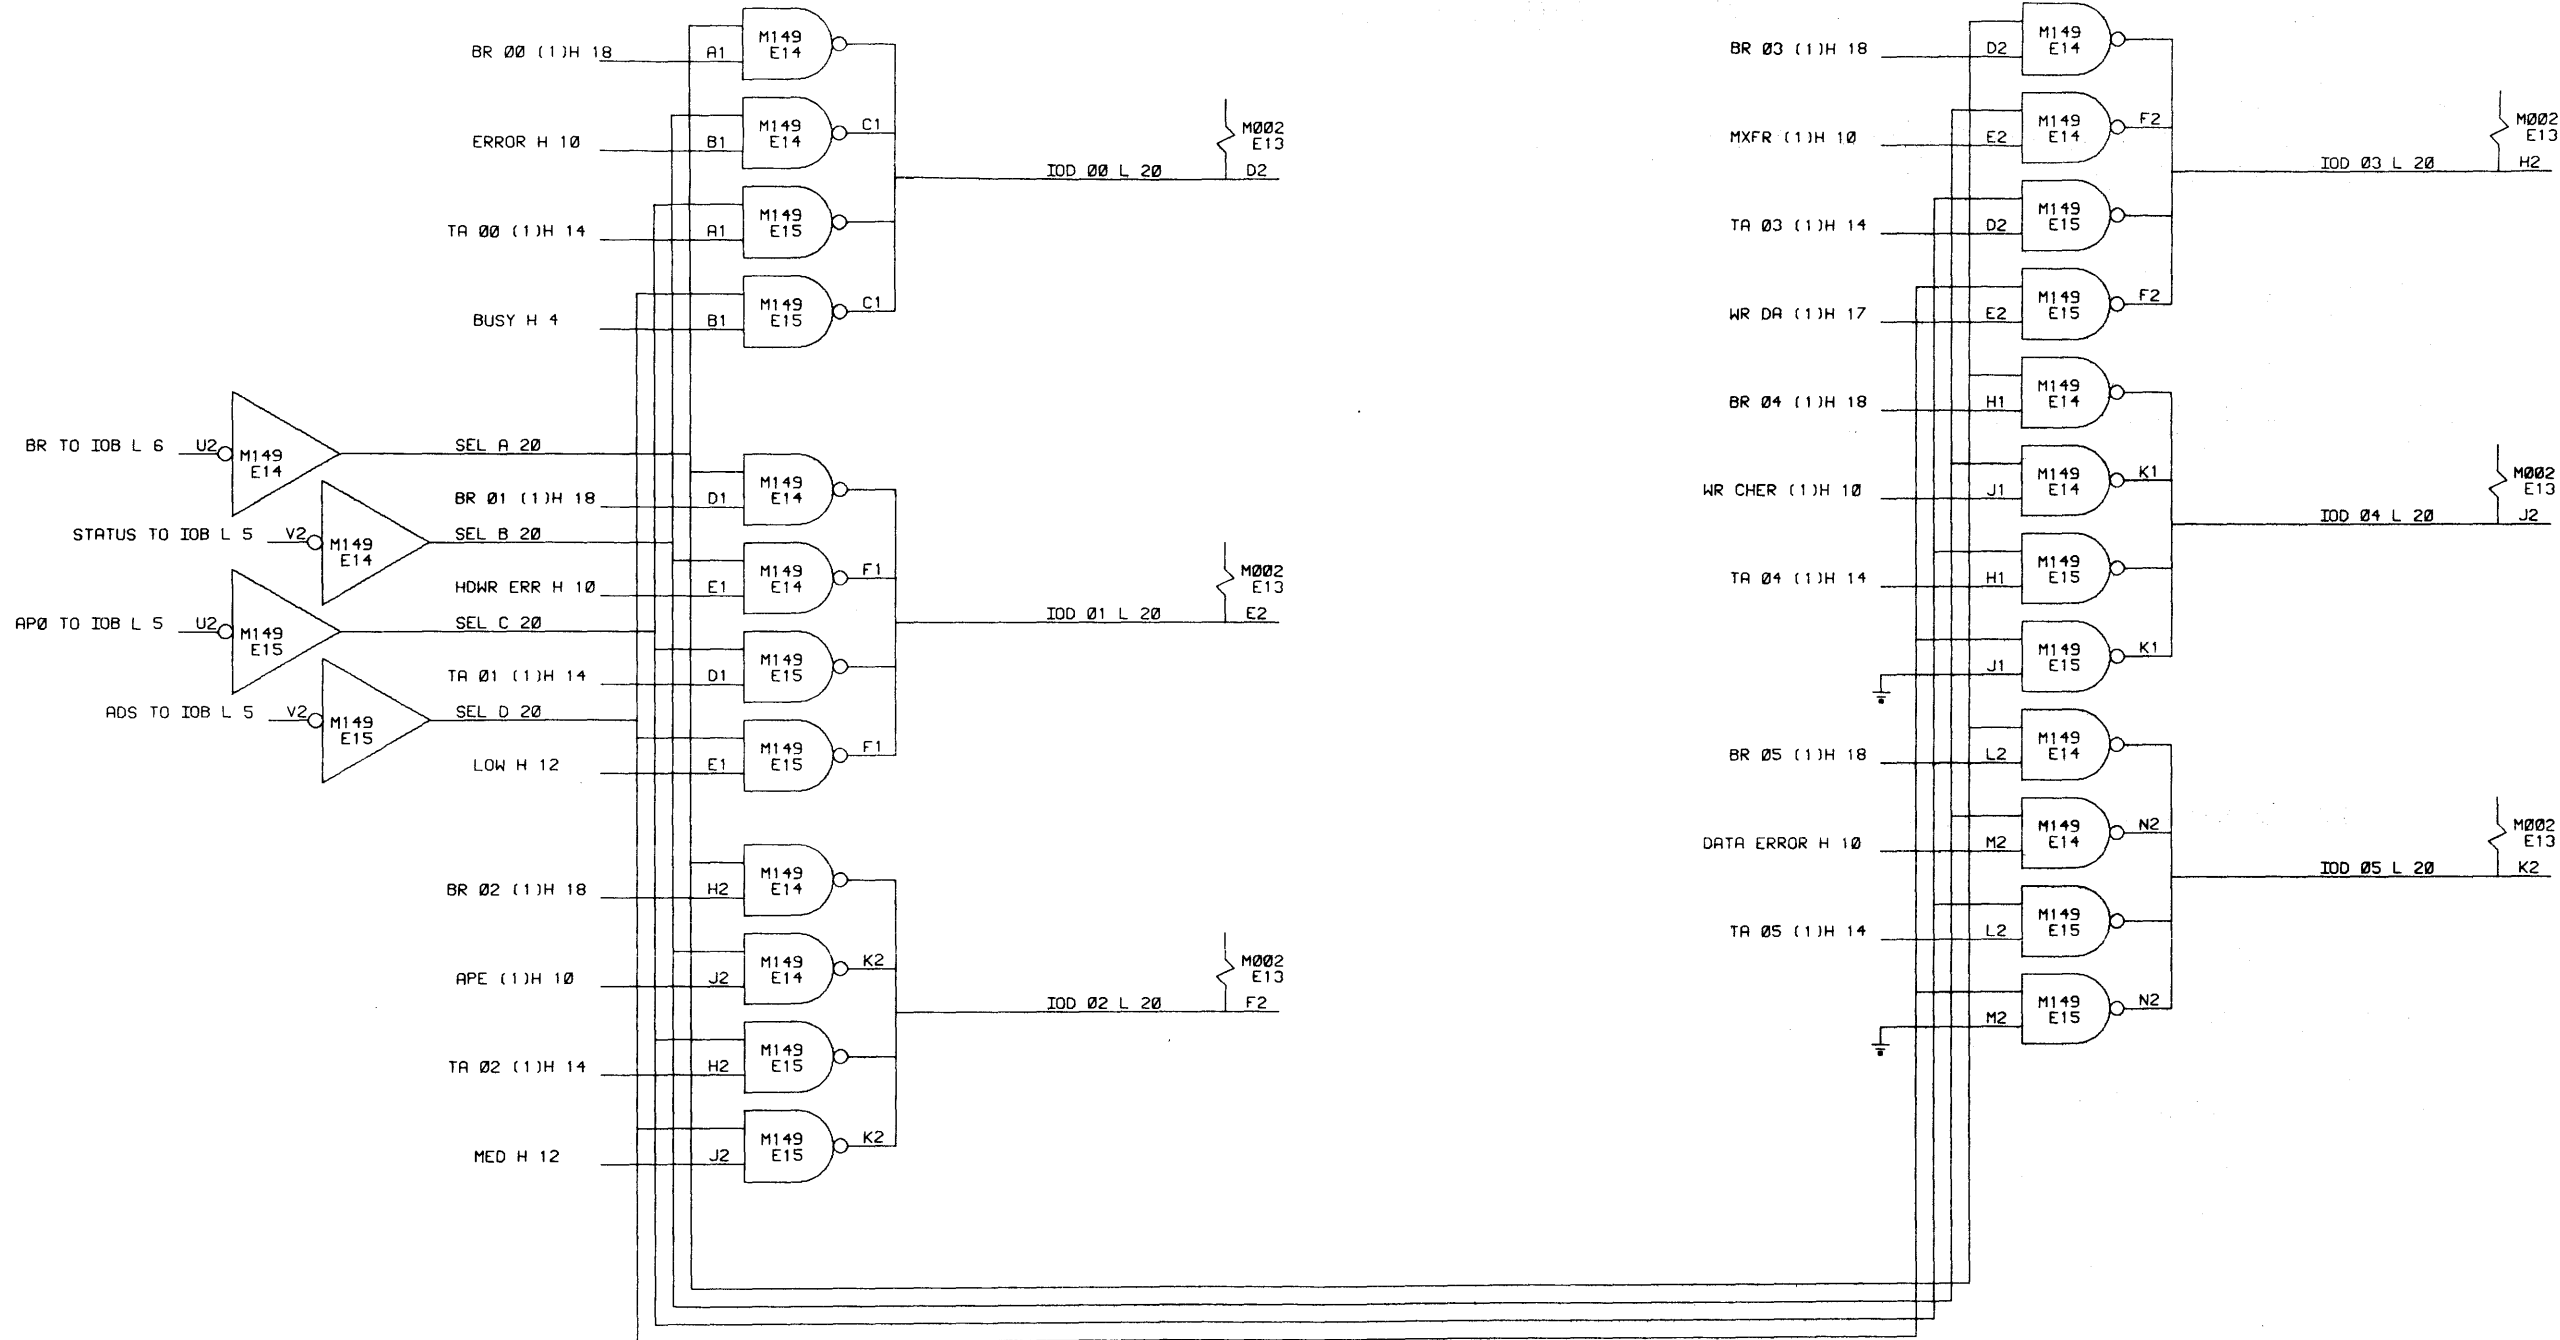 BR 00 (1)H 18
A1
M149
E14
ERROR H 10
B1
M149
E14
C1
TA 00 (1)H 14
A1
M149
E15
BUSY H 4
B1
M149
E15
C1
IOD 00 L 20
M002
E13
D2
BR TO IOB L 6
U2
M149
E14
SEL A 20
STATUS TO IOB L 5
V2
M149
E14
SEL B 20
AP0 TO IOB L 5
U2
M149
E15
SEL C 20
ADS TO IOB L 5
V2
M149
E15
SEL D 20
BR 01 (1)H 18
D1
M149
E14
HDWR ERR H 10
E1
M149
E14
F1
TA 01 (1)H 14
D1
M149
E15
LOW H 12
E1
M149
E15
F1
IOD 01 L 20
M002
E13
E2
BR 02 (1)H 18
H2
M149
E14
APE (1)H 10
J2
M149
E14
K2
TA 02 (1)H 14
H2
M149
E15
MED H 12
J2
M149
E15
K2
IOD 02 L 20
M002
E13
F2
BR 03 (1)H 18
D2
M149
E14
MXFR (1)H 10
E2
M149
E14
F2
TA 03 (1)H 14
D2
M149
E15
WR DA (1)H 17
E2
M149
E15
F2
IOD 03 L 20
M002
E13
H2
BR 04 (1)H 18
H1
M149
E14
WR CHER (1)H 10
J1
M149
E14
K1
TA 04 (1)H 14
H1
M149
E15
J1
M149
E15
K1
IOD 04 L 20
M002
E13
J2
BR 05 (1)H 18
L2
M149
E14
DATA ERROR H 10
M2
M149
E14
N2
TA 05 (1)H 14
L2
M149
E15
M2
M149
E15
N2
IOD 05 L 20
M002
E13
K2